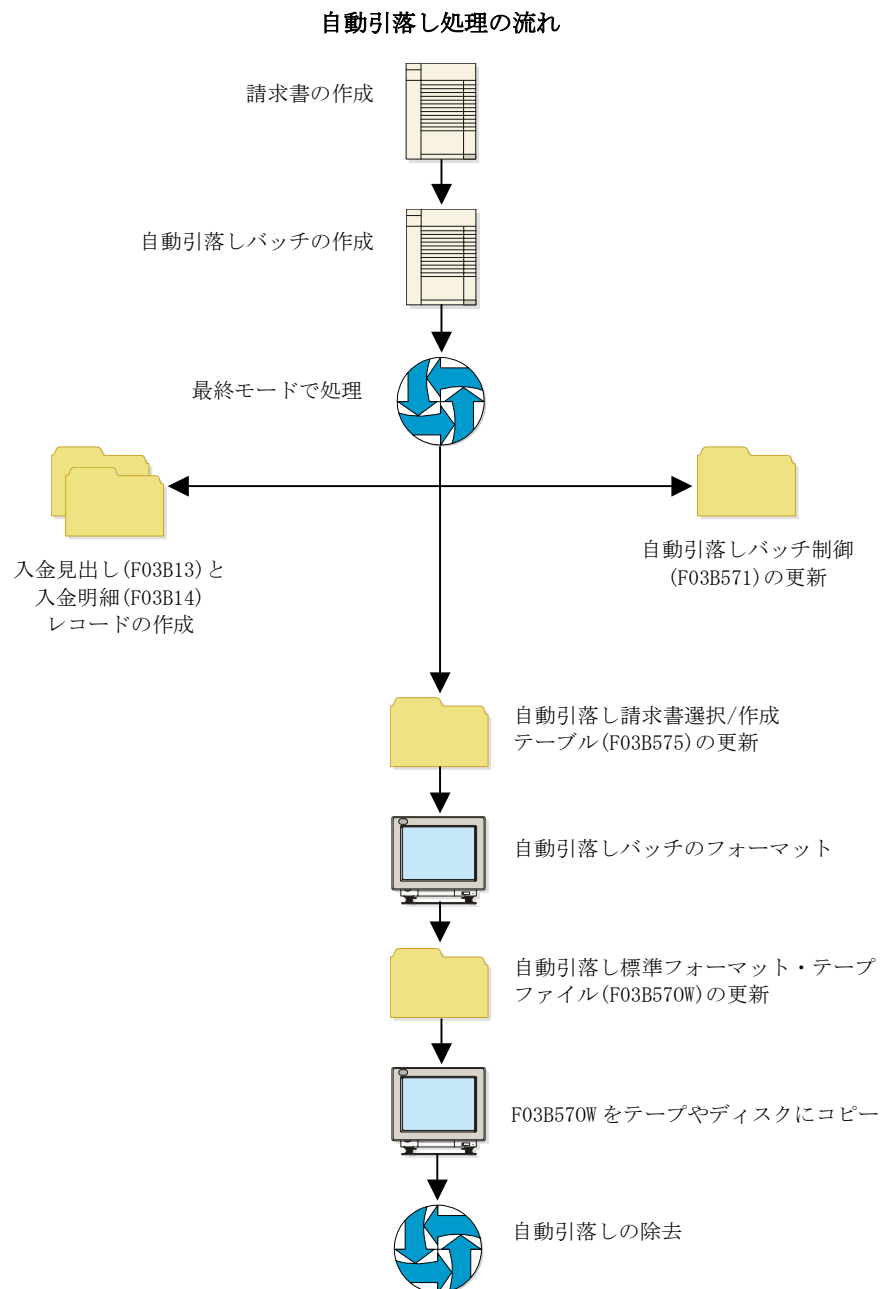 自動引落し処理の流れ
請求書の作成
自動引落しバッチの作成
最終モードで処理
入金見出し(F03B13)と
入金明細(F03B14)
レコードの作成
自動引落しバッチ制御
(F03B571)の更新
自動引落し請求書選択/作成
テーブル(F03B575)の更新
自動引落しバッチのフォーマット
自動引落し標準フォーマット・テープ
ファイル(F03B570W)の更新
F03B570W をテープやディスクにコピー
自動引落しの除去